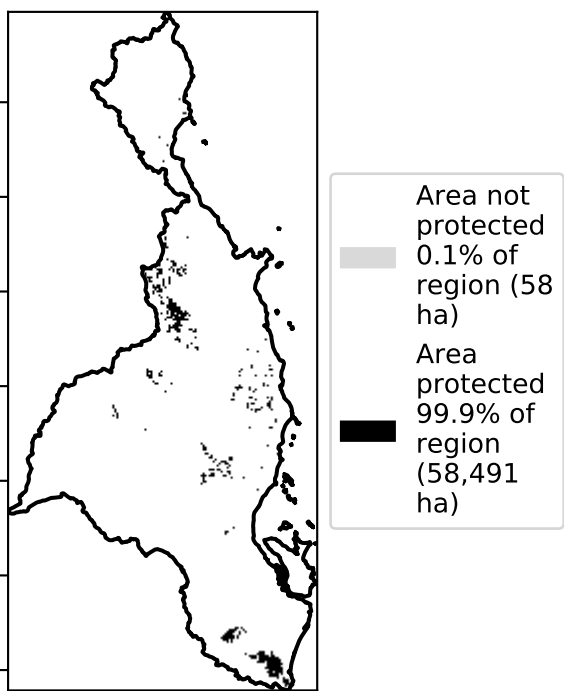 Area not
protected
0.1% of
region (58
ha)
Area
protected
99.9% of
region
(58,491
ha)